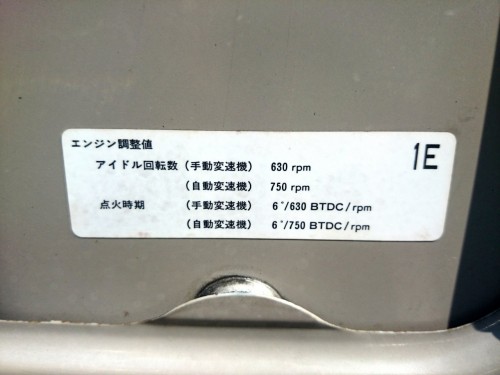 エンジン調整値 1E
アイドル回転数 (手動変速機) 630 rpm
(自動変速機) 750 rpm
点火時期 (手動変速機) 6°/630 BTDC/rpm
(自動変速機) 6°/750 BTDC/rpm